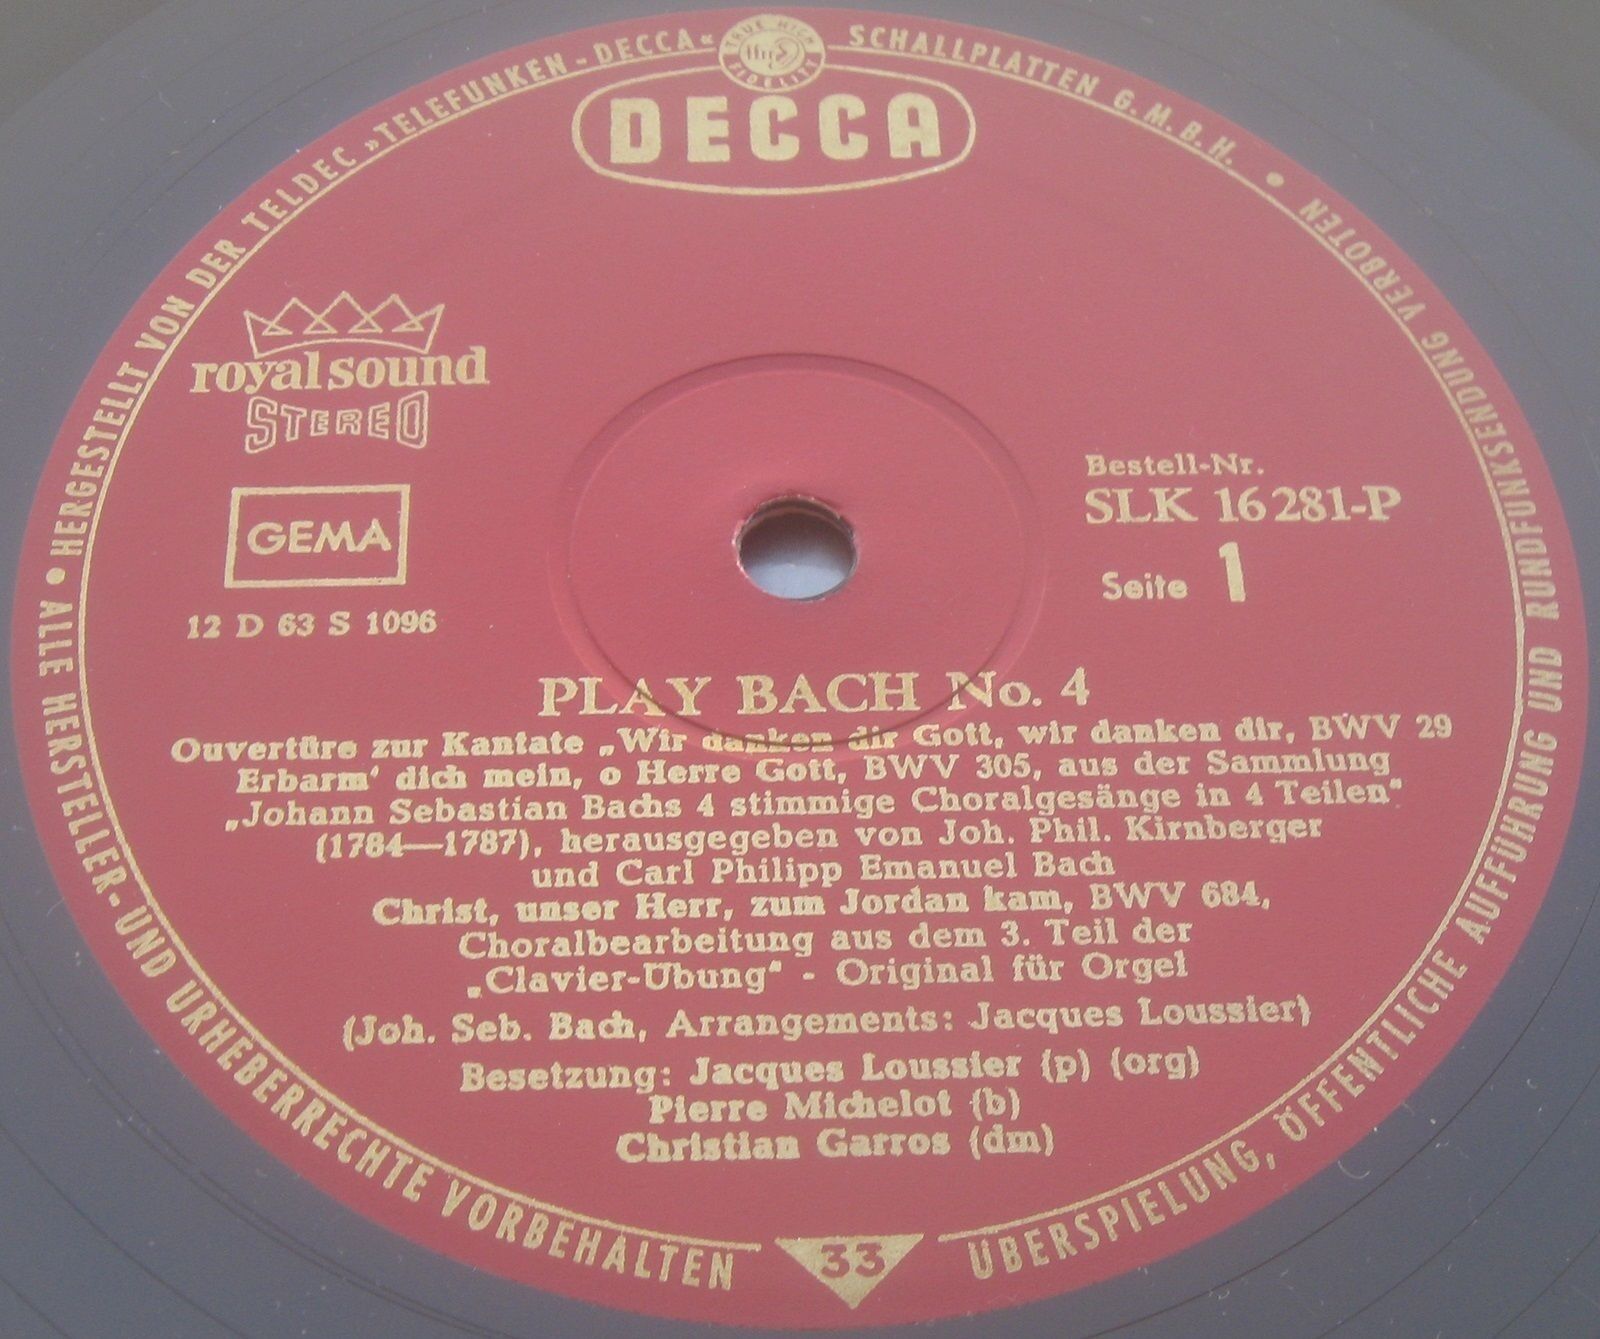 HERGESTELLT VON DER TELDEC »TELEFUNKEN-DECCA« SCHALLPLATTEN G.M.B.H. •
TRUE HIGH FIDELITY
ffrr
DECCA
royal sound
STEREO
GEMA
12 D 63 S 1096
Bestell-Nr.
SLK 16 281-P
Seite 1
PLAY BACH No. 4
Ouvertüre zur Kantate „Wir danken dir Gott, wir danken dir, BWV 29
Erbarm' dich mein, o Herre Gott, BWV 305, aus der Sammlung
„Johann Sebastian Bachs 4 stimmige Choralgesänge in 4 Teilen"
(1784—1787), herausgegeben von Joh. Phil. Kirnberger
und Carl Philipp Emanuel Bach
Christ, unser Herr, zum Jordan kam, BWV 684,
Choralbearbeitung aus dem 3. Teil der
„Clavier-Übung" - Original für Orgel
(Joh. Seb. Bach, Arrangements: Jacques Loussier)
Besetzung: Jacques Loussier (p) (org)
Pierre Michelot (b)
Christian Garros (dm)
33
• ALLE HERSTELLER- UND URHEBERRECHTE VORBEHALTEN
ÜBERSPIELUNG, ÖFFENTLICHE AUFFÜHRUNG UND RUNDFUNKSENDUNG VERBOTEN